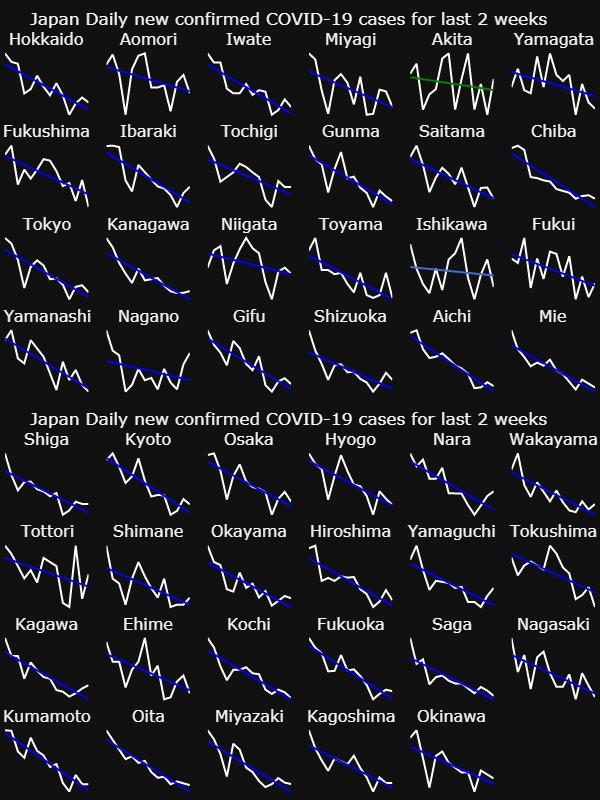 Japan Daily new confirmed COVID-19 cases for last 2 weeks
Hokkaido Aomori Iwate Miyagi Akita Yamagata
Fukushima Ibaraki Tochigi Gunma Saitama Chiba
Tokyo Kanagawa Niigata Toyama Ishikawa Fukui
Yamanashi Nagano Gifu Shizuoka Aichi Mie
Japan Daily new confirmed COVID-19 cases for last 2 weeks
Shiga Kyoto Osaka Hyogo Nara Wakayama
Tottori Shimane Okayama Hiroshima Yamaguchi Tokushima
Kagawa Ehime Kochi Fukuoka Saga Nagasaki
Kumamoto Oita Miyazaki Kagoshima Okinawa